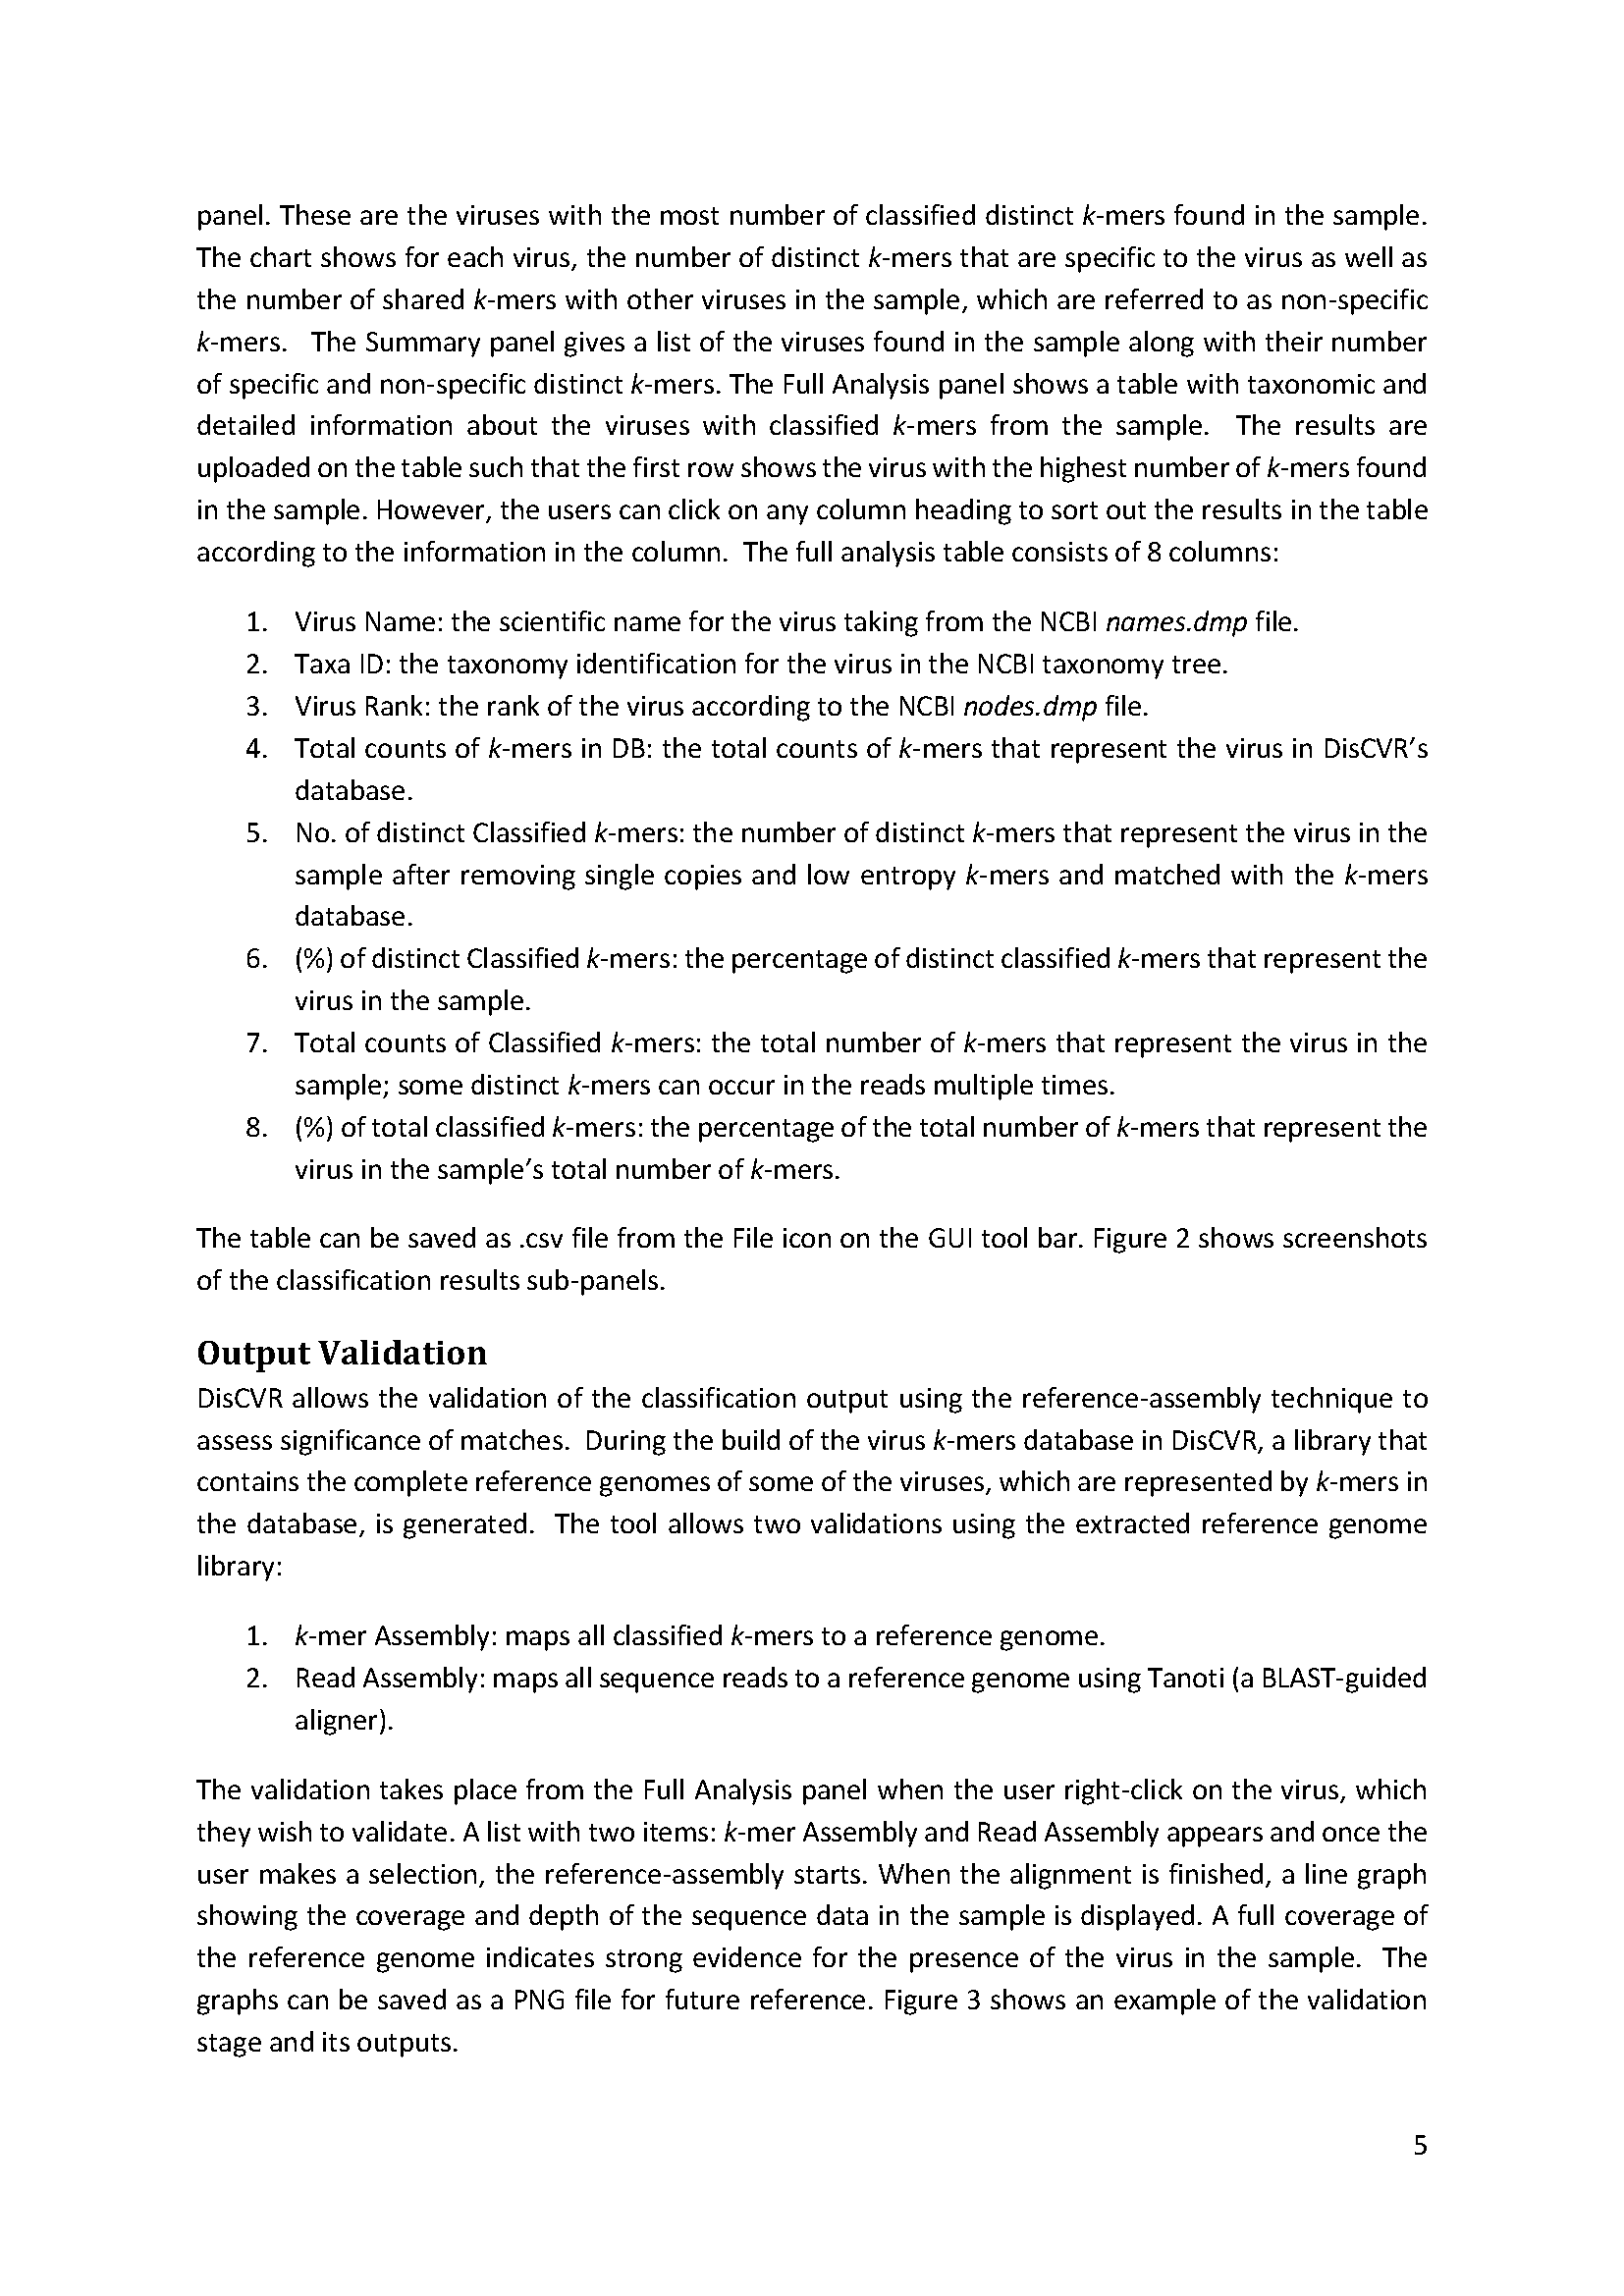 panel. These are the viruses with the most number of classified distinct k-mers found in the sample.
The chart shows for each virus, the number of distinct k-mers that are specific to the virus as well as
the number of shared k-mers with other viruses in the sample, which are referred to as non-specific
k-mers. The Summary panel gives a list of the viruses found in the sample along with their number
of specific and non-specific distinct k-mers. The Full Analysis panel shows a table with taxonomic and
detailed information about the viruses with classified k-mers from the sample. The results are
uploaded on the table such that the first row shows the virus with the highest number of k-mers found
in the sample. However, the users can click on any column heading to sort out the results in the table
according to the information in the column. The full analysis table consists of 8 columns:
1. Virus Name: the scientific name for the virus taking from the NCBI names.dmp file.
2. Taxa ID: the taxonomy identification for the virus in the NCBI taxonomy tree.
3. Virus Rank: the rank of the virus according to the NCBI nodes.dmp file.
4. Total counts of k-mers in DB: the total counts of k-mers that represent the virus in DisCVR's
database.
5. No. of distinct Classified k-mers: the number of distinct k-mers that represent the virus in the
sample after removing single copies and low entropy k-mers and matched with the k-mers
database.
6. (%) of distinct Classified k-mers: the percentage of distinct classified k-mers that represent the
virus in the sample.
7. Total counts of Classified k-mers: the total number of k-mers that represent the virus in the
sample; some distinct k-mers can occur in the reads multiple times.
8. (%) of total classified k-mers: the percentage of the total number of k-mers that represent the
virus in the sample's total number of k-mers.
The table can be saved as .csv file from the File icon on the GUI tool bar. Figure 2 shows screenshots
of the classification results sub-panels.
Output Validation
DisCVR allows the validation of the classification output using the reference-assembly technique to
assess significance of matches. During the build of the virus k-mers database in DisCVR, a library that
contains the complete reference genomes of some of the viruses, which are represented by k-mers in
the database, is generated. The tool allows two validations using the extracted reference genome
library:
1. k-mer Assembly: maps all classified k-mers to a reference genome.
2. Read Assembly: maps all sequence reads to a reference genome using Tanoti (a BLAST-guided
aligner).
The validation takes place from the Full Analysis panel when the user right-click on the virus, which
they wish to validate. A list with two items: k-mer Assembly and Read Assembly appears and once the
user makes a selection, the reference-assembly starts. When the alignment is finished, a line graph
showing the coverage and depth of the sequence data in the sample is displayed. A full coverage of
the reference genome indicates strong evidence for the presence of the virus in the sample. The
graphs can be saved as a PNG file for future reference. Figure 3 shows an example of the validation
stage and its outputs.
5